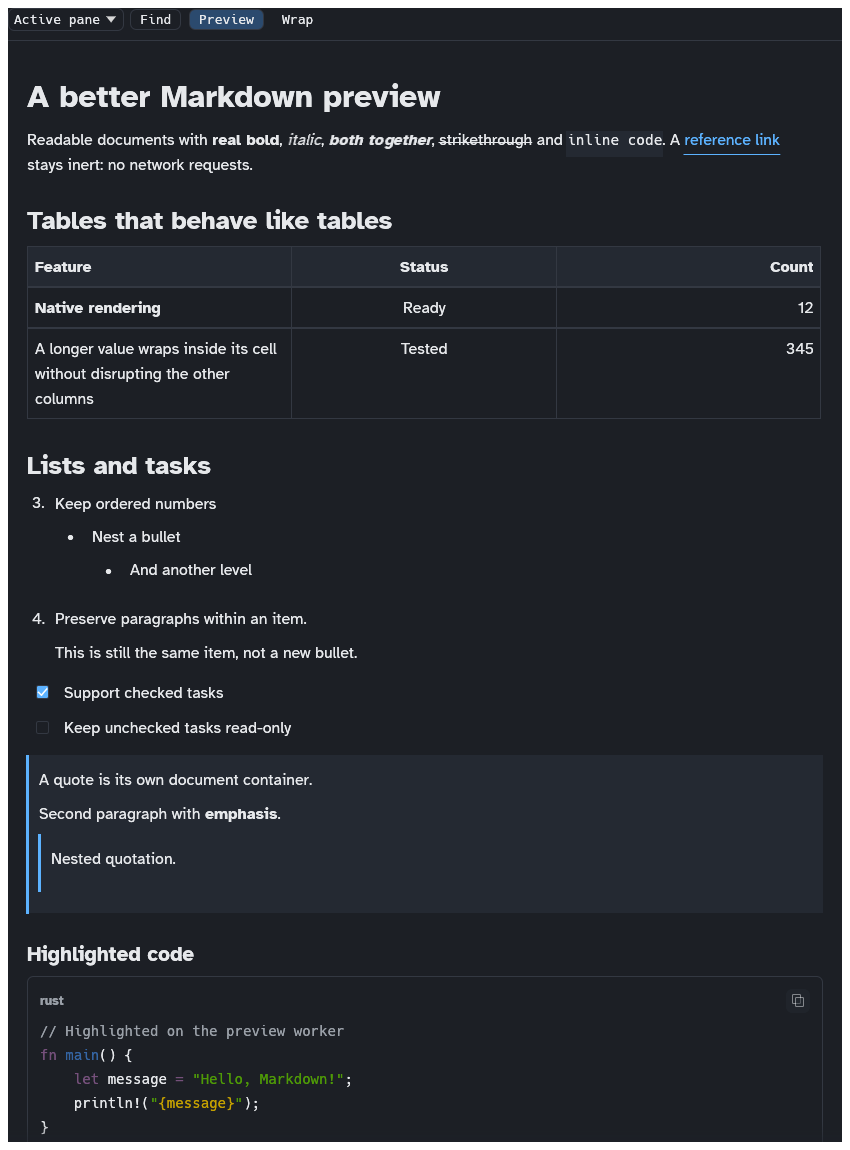 Active pane Find Preview Wrap
A better Markdown preview
Readable documents with real bold, italic, both together, strikethrough and inline code. A reference link
stays inert: no network requests.
Tables that behave like tables
Feature Status Count
Native rendering Ready 12
A longer value wraps inside its cell Tested 345
without disrupting the other
columns
Lists and tasks
3. Keep ordered numbers
• Nest a bullet
• And another level
4. Preserve paragraphs within an item.
This is still the same item, not a new bullet.
Support checked tasks
Keep unchecked tasks read-only
A quote is its own document container.
Second paragraph with emphasis.
Nested quotation.
Highlighted code
rust
// Highlighted on the preview worker
fn main() {
    let message = "Hello, Markdown!";
    println!("{message}");
}